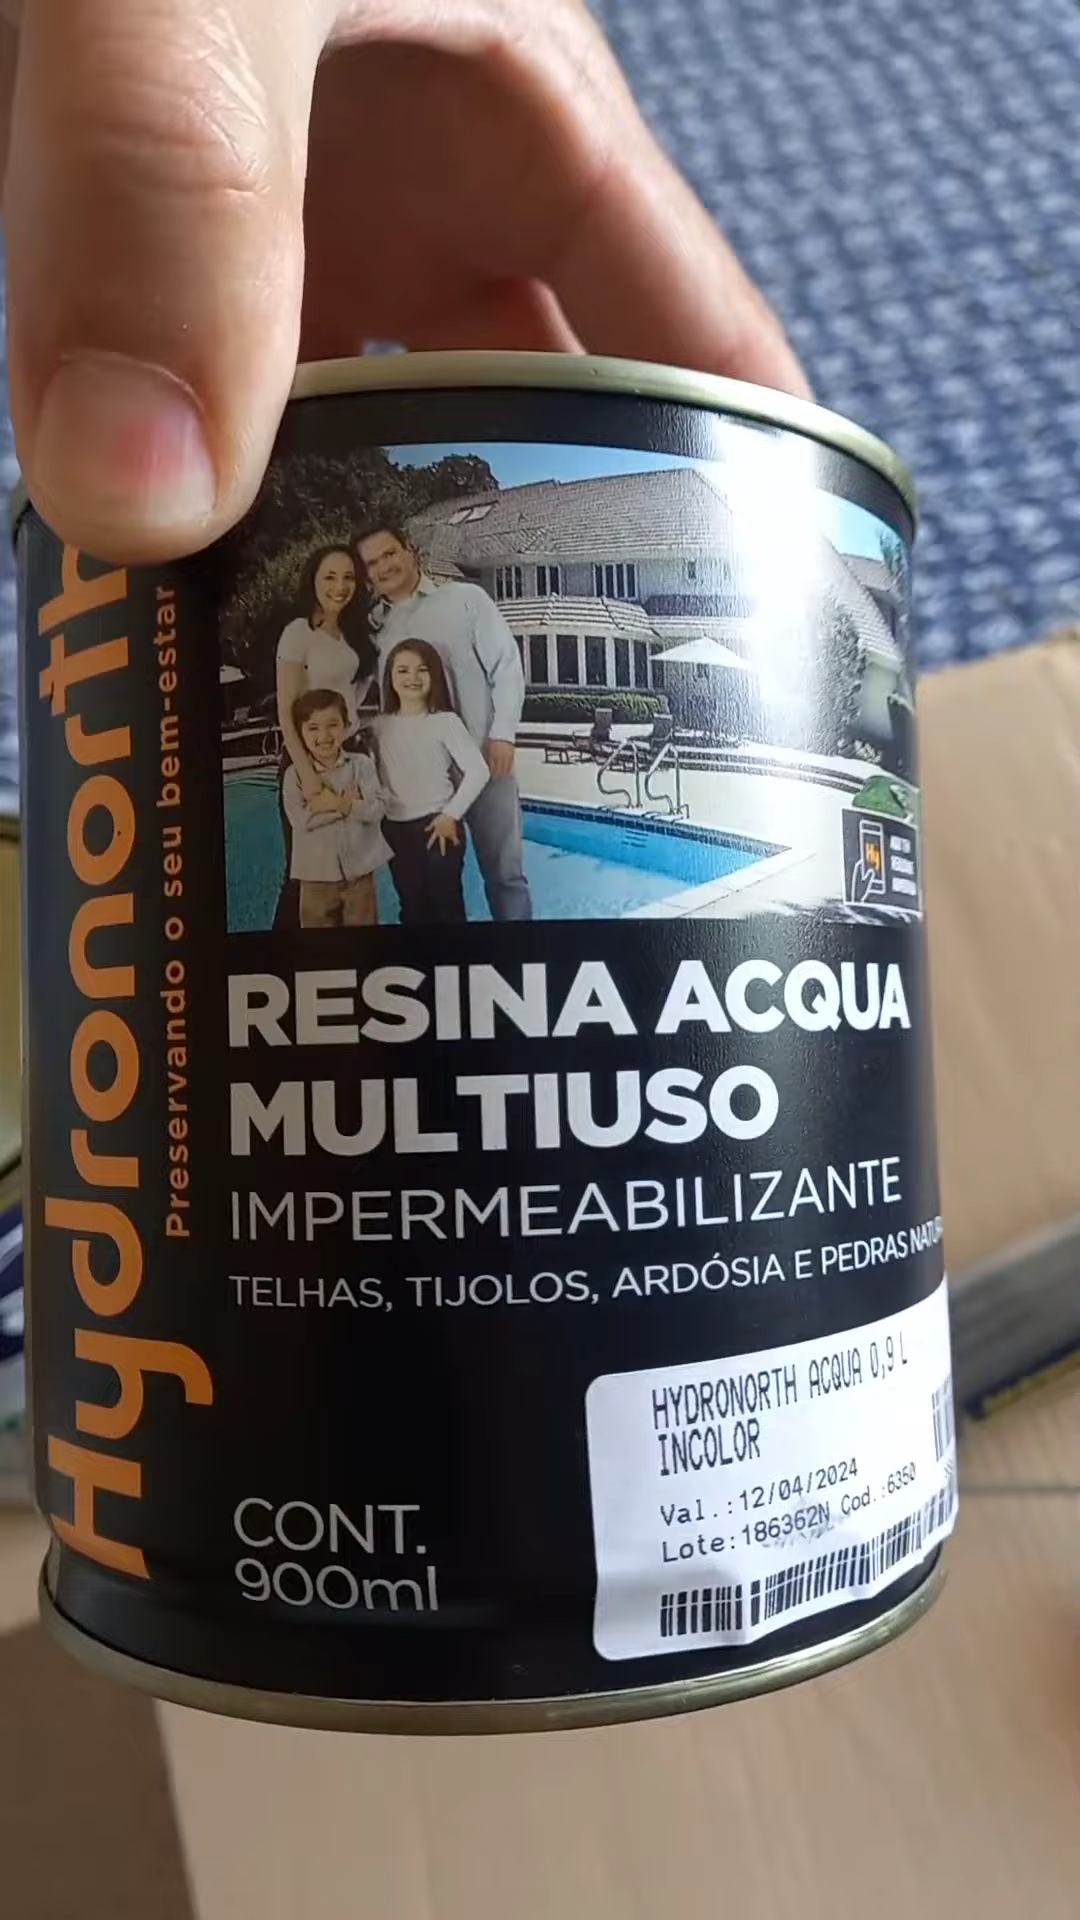 Hydronorth
Preservando o seu bem-estar
Hy
RESINA ACQUA
MULTIUSO
IMPERMEABILIZANTE
TELHAS, TIJOLOS, ARDÓSIA E PEDRAS
HYDRONORTH ACQUA 0,9 L
INCOLOR
Val.:12/04/2024
Lote:186362N Cod.:6350
CONT.
900ml